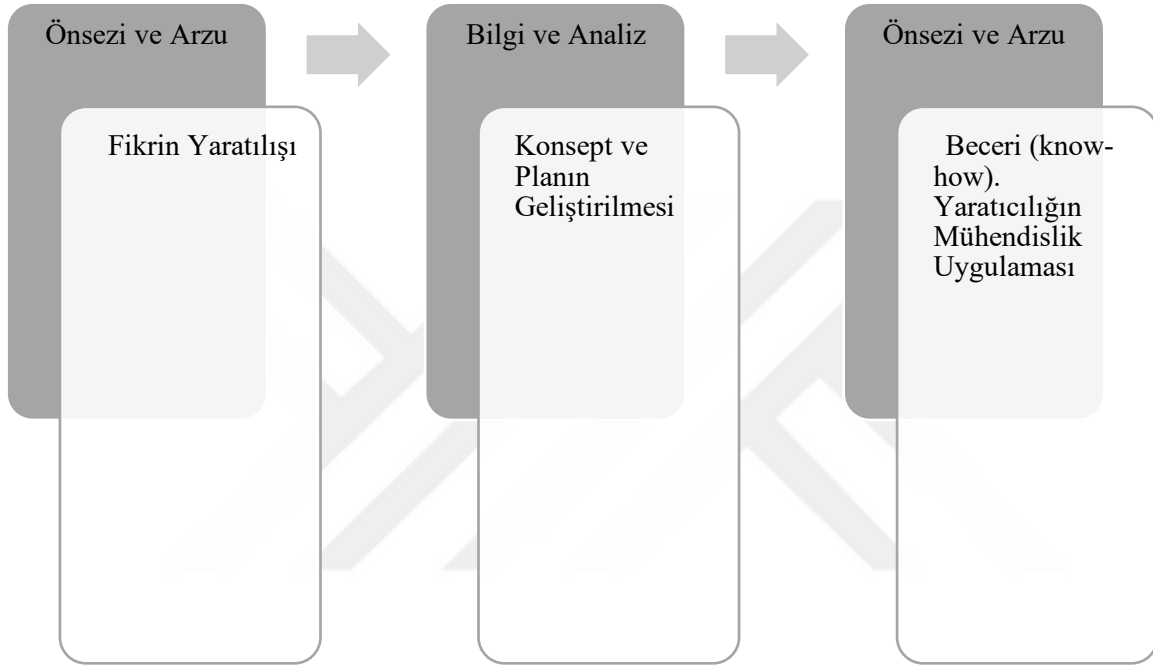 Önsezi ve Arzu
Fikrin Yaratılışı
Bilgi ve Analiz
Konsept ve
Planın
Geliştirilmesi
Önsezi ve Arzu
Beceri (know-
how).
Yaratıcılığın
Mühendislik
Uygulaması